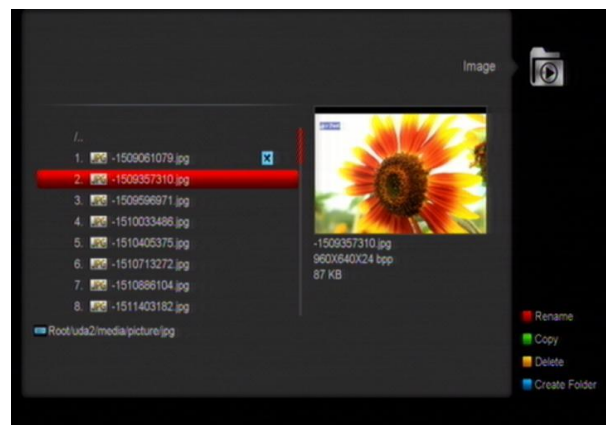 Image
/..
1. -1509061079.jpg
2. -1509357310.jpg
3. -1509596971.jpg
4. -1510033486.jpg
5. -1510405375.jpg
6. -1510713272.jpg
7. -1510886104.jpg
8. -1511403182.jpg
-1509357310.jpg
960X640X24 bpp
87 KB
Root/uda2/media/picture/jpg
Rename
Copy
Delete
Create Folder